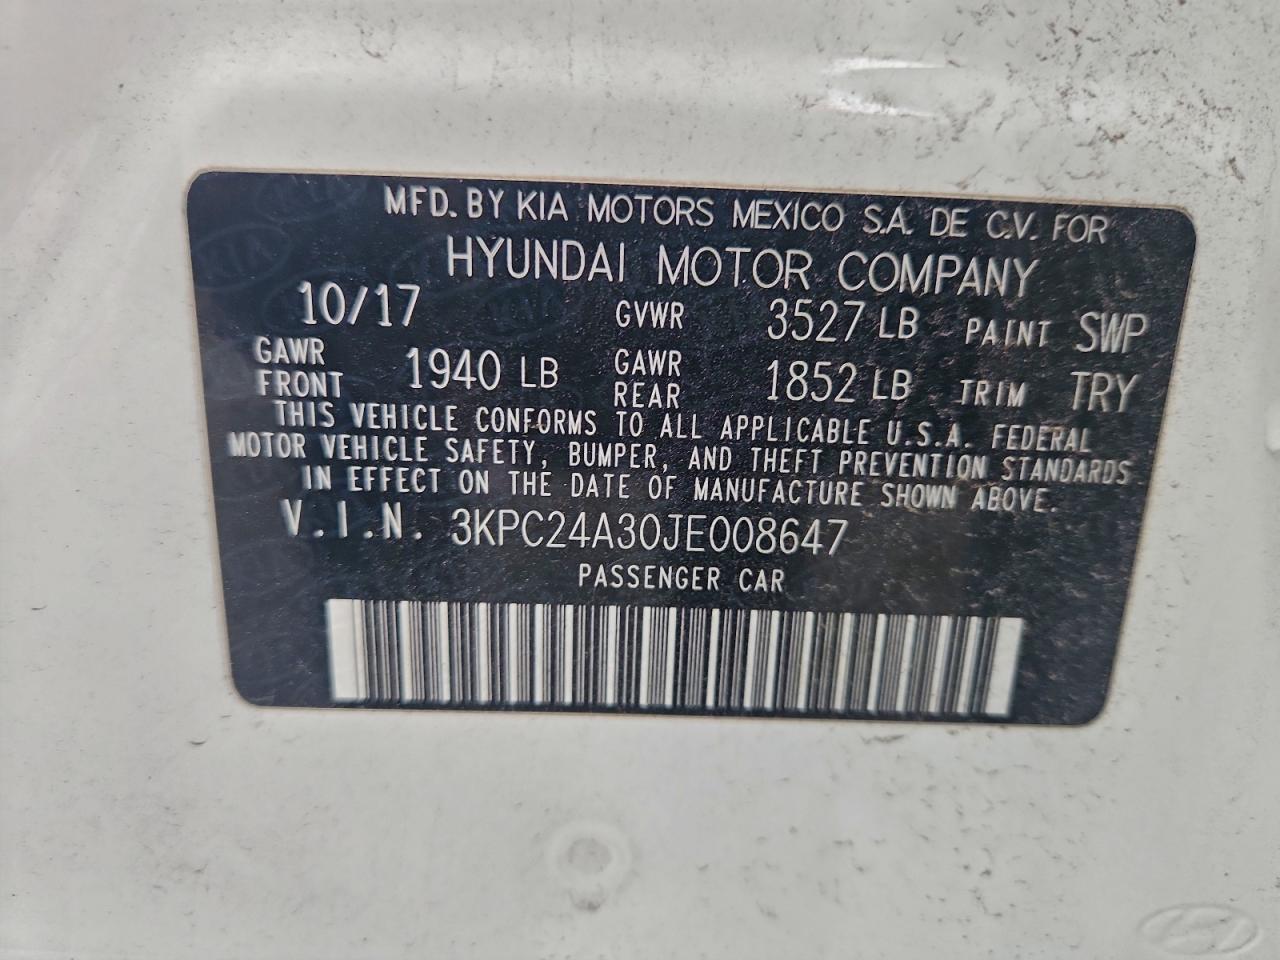 MFD. BY KIA MOTORS MEXICO S.A. DE C.V. FOR
HYUNDAI MOTOR COMPANY
10/17 GVWR 3527 LB PAINT SWP
GAWR FRONT 1940 LB GAWR REAR 1852 LB TRIM TRY
THIS VEHICLE CONFORMS TO ALL APPLICABLE U.S.A. FEDERAL
MOTOR VEHICLE SAFETY, BUMPER, AND THEFT PREVENTION STANDARDS
IN EFFECT ON THE DATE OF MANUFACTURE SHOWN ABOVE.
V.I.N. 3KPC24A30JE008647
PASSENGER CAR